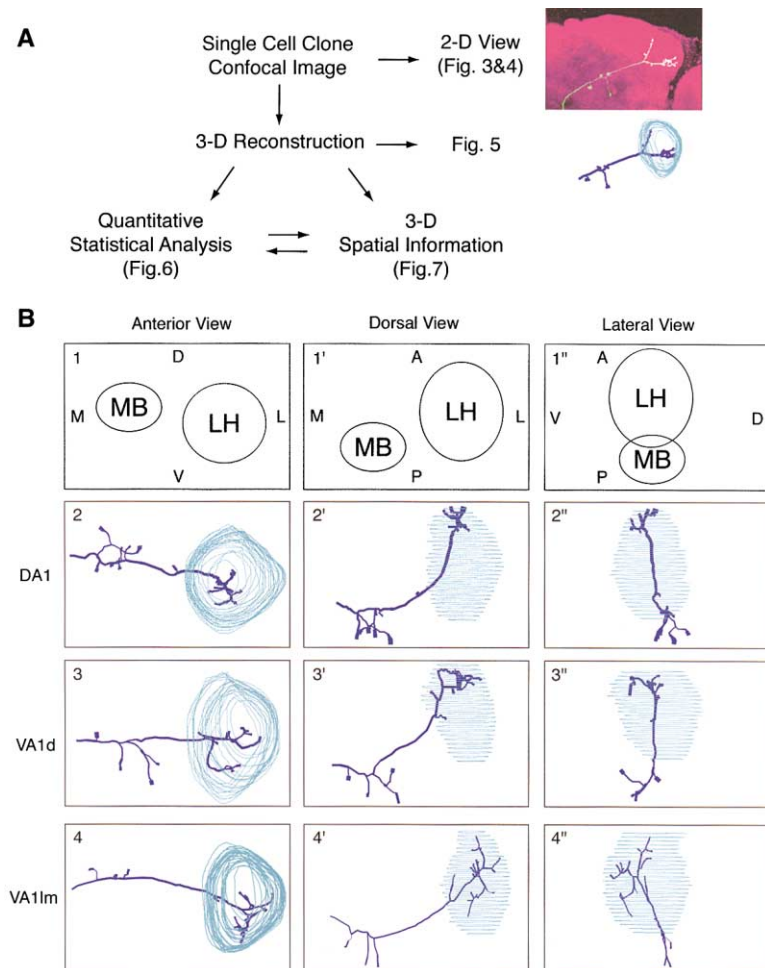 A
Single Cell Clone
Confocal Image
2-D View
(Fig. 3&4)
3-D Reconstruction
Fig. 5
Quantitative
Statistical Analysis
(Fig.6)
3-D
Spatial Information
(Fig.7)
B
Anterior View
Dorsal View
Lateral View
1
D
M
MB
LH
L
V
1'
A
M
MB
LH
L
P
1"
A
V
LH
D
MB
P
DA1
2
2'
2"
VA1d
3
3'
3"
VA1lm
4
4'
4"